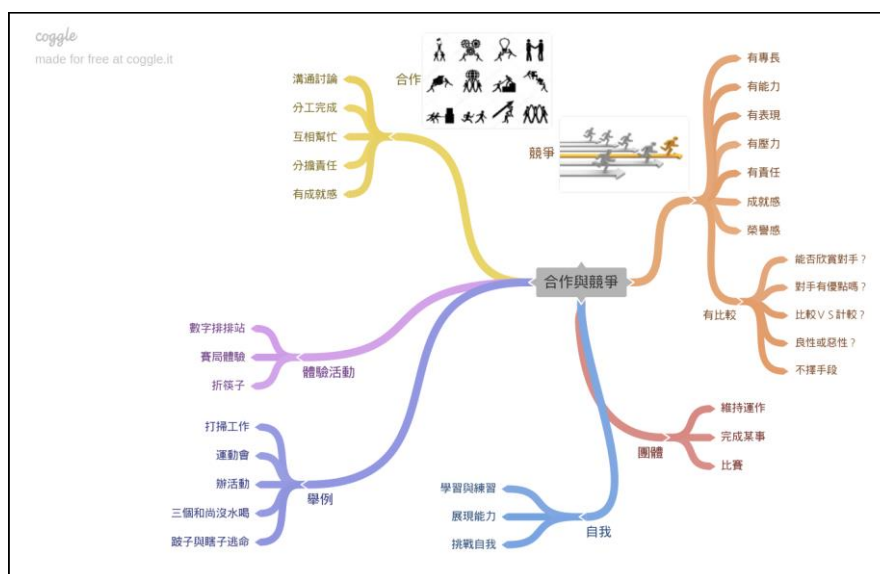 coggle
made for free at coggle.it
合作
溝通討論
分工完成
互相幫忙
分擔責任
有成就感
競爭
有專長
有能力
有表現
有壓力
有責任
成就感
榮譽感
有比較
能否欣賞對手？
對手有優點嗎？
比較ＶＳ計較？
良性或惡性？
不擇手段
合作與競爭
體驗活動
數字排排站
賽局體驗
折筷子
舉例
打掃工作
運動會
辦活動
三個和尚沒水喝
跛子與瞎子逃命
團體
維持運作
完成某事
比賽
自我
學習與練習
展現能力
挑戰自我